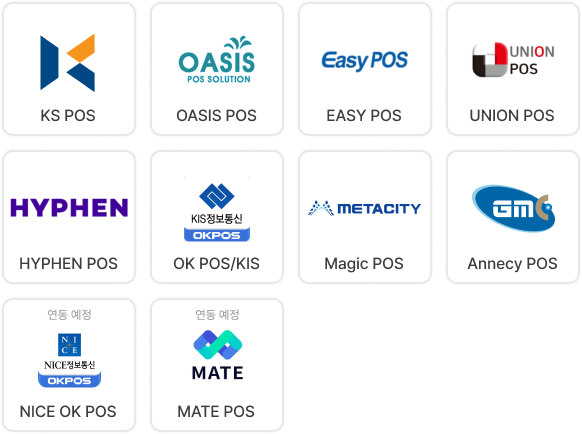 KS POS
OASIS
POS SOLUTION
OASIS POS
Easy POS
EASY POS
UNION
POS
UNION POS
HYPHEN
HYPHEN POS
KIS정보통신
OKPOS
OK POS/KIS
METACITY
Magic POS
GMC
Annecy POS
연동 예정
NI
CE
NICE정보통신
OKPOS
NICE OK POS
연동 예정
MATE
MATE POS